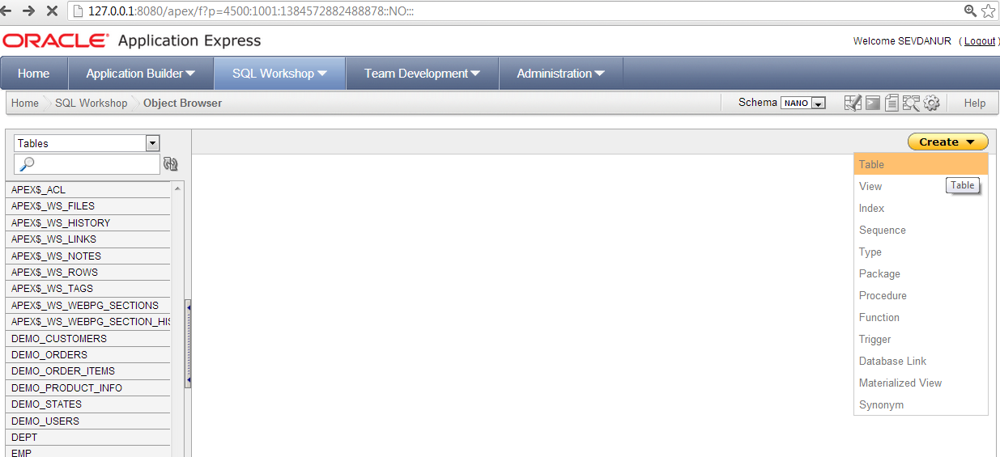 127.0.0.1:8080/apex/f?p=4500:1001:1384572882488878::NO:::
ORACLE® Application Express
Welcome SEVDANUR ( Logout )
Home Application Builder SQL Workshop Team Development Administration
Home SQL Workshop Object Browser Schema NANO Help
Tables
Create
APEX$_ACL
APEX$_WS_FILES
APEX$_WS_HISTORY
APEX$_WS_LINKS
APEX$_WS_NOTES
APEX$_WS_ROWS
APEX$_WS_TAGS
APEX$_WS_WEBPG_SECTIONS
APEX$_WS_WEBPG_SECTION_HIS
DEMO_CUSTOMERS
DEMO_ORDERS
DEMO_ORDER_ITEMS
DEMO_PRODUCT_INFO
DEMO_STATES
DEMO_USERS
DEPT
EMP
Table
View
Table
Index
Sequence
Type
Package
Procedure
Function
Trigger
Database Link
Materialized View
Synonym